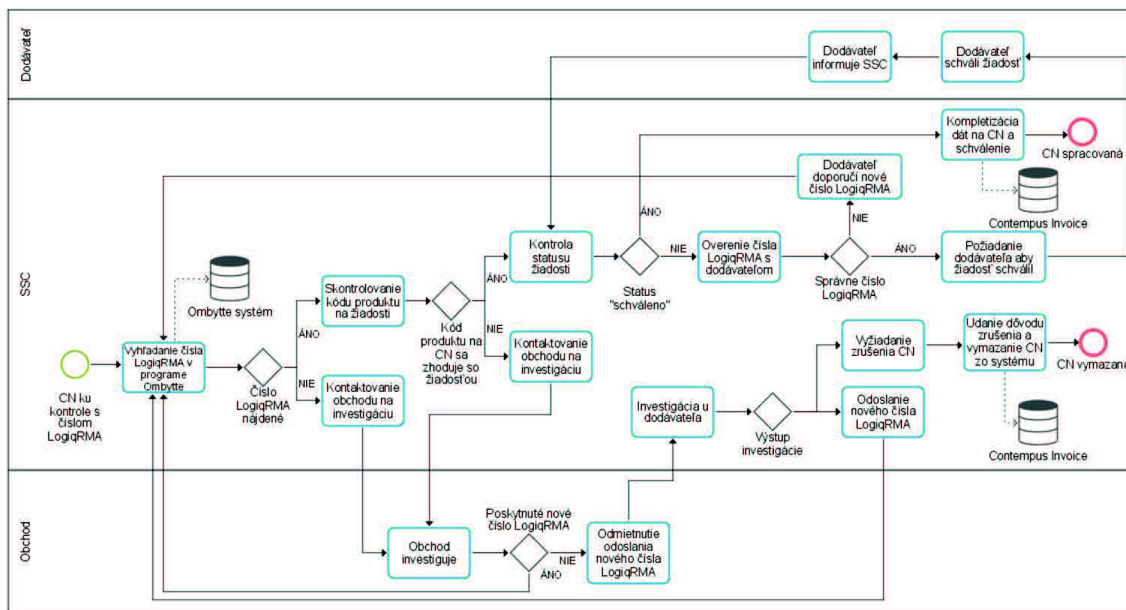 Dodávateľ
Dodávateľ
informuje SSC
Dodávateľ
schváli žiadosť
SSC
Kompletizácia
dát na CN a
schválenie
CN spracovaná
Contempus Invoice
Dodávateľ
doporučí nové
číslo LogiqRMA
ÁNO
NIE
Kontrola
statusu
žiadosti
Status
"schváleno"
NIE
Overenie čísla
LogiqRMA s
dodávateľom
Správne číslo
LogiqRMA
ÁNO
Požiadanie
dodávateľa aby
žiadosť schválil
Ombytte systém
Skontrolovanie
kódu produktu
na žiadosti
Kód
produktu na
CN sa
zhoduje so
žiadosťou
ÁNO
NIE
Kontaktovanie
obchodu na
investigáciu
CN ku
kontrole s
číslom
LogiqRMA
Vyhľadanie čísla
LogiqRMA v
programe
Ombytte
Číslo
LogiqRMA
nájdené
ÁNO
NIE
Kontaktovanie
obchodu na
investigáciu
Investigácia u
dodávateľa
Výstup
investigácie
Vyžiadanie
zrušenia CN
Odoslanie
nového čísla
LogiqRMA
Udanie dôvodu
zrušenia a
vymazanie CN
zo systému
CN vymazaná
Contempus Invoice
Obchod
Obchod
investiguje
Poskytnuté nové
číslo LogiqRMA
NIE
ÁNO
Odmietnutie
odoslania
nového čísla
LogiqRMA